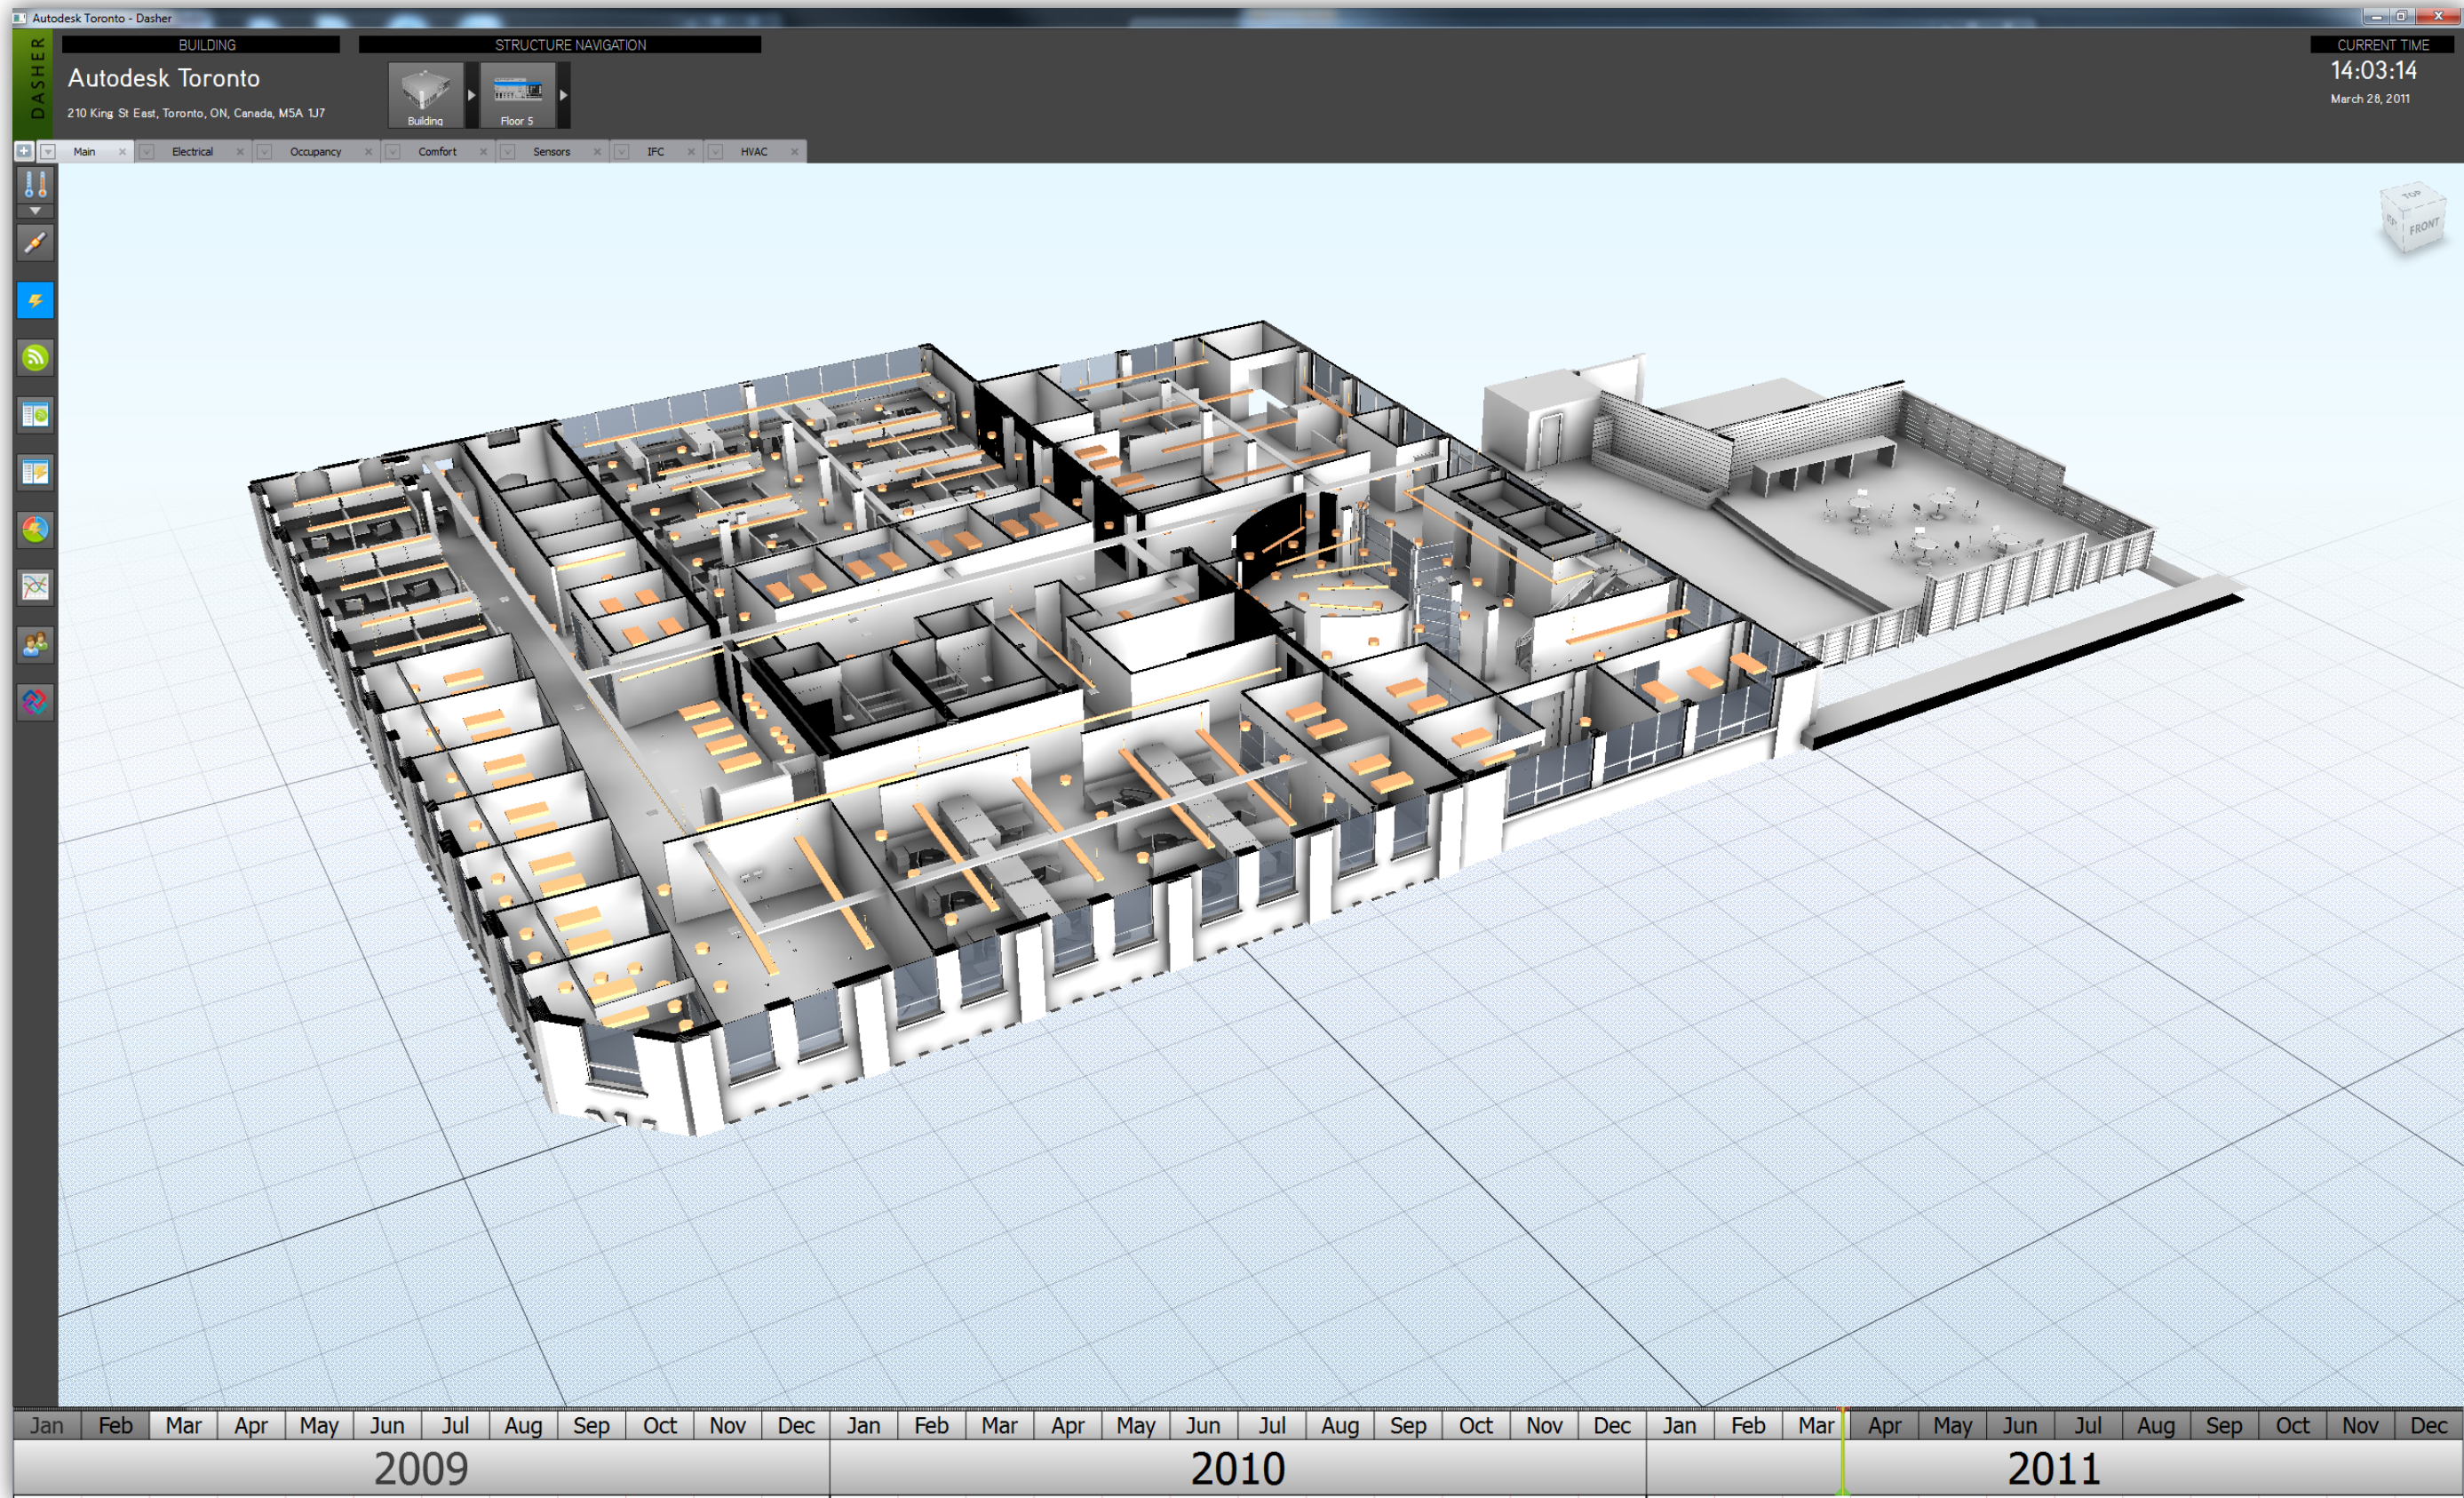 Autodesk Toronto - Dasher
DASHER
BUILDING
STRUCTURE NAVIGATION
CURRENT TIME
Autodesk Toronto
14:03:14
210 King St East, Toronto, ON, Canada, M5A 1J7
March 28, 2011
Building
Floor 5
Main
Electrical
Occupancy
Comfort
Sensors
IFC
HVAC
TOP
FRONT
Jan Feb Mar Apr May Jun Jul Aug Sep Oct Nov Dec Jan Feb Mar Apr May Jun Jul Aug Sep Oct Nov Dec Jan Feb Mar Apr May Jun Jul Aug Sep Oct Nov Dec
2009 2010 2011